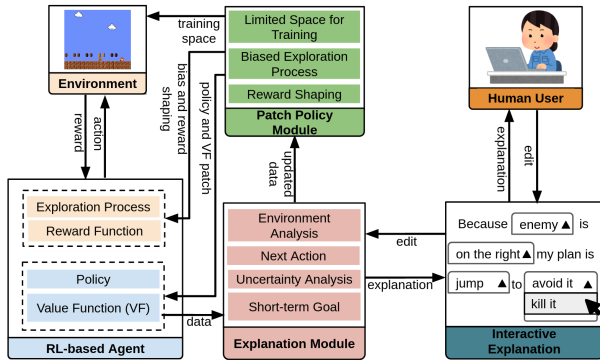 training
space
Limited Space for
Training
Biased Exploration
Process
Reward Shaping
Patch Policy
Module
Environment
Human User
reward
action
bias and reward
shaping
policy and VF patch
updated
data
explanation
edit
Exploration Process
Reward Function
Policy
Value Function (VF)
RL-based Agent
data
Environment
Analysis
Next Action
Uncertainty Analysis
Short-term Goal
Explanation Module
edit
explanation
Because enemy ▲ is
on the right ▲ my plan is
jump ▲ to avoid it ▲
kill it
Interactive
Explanation